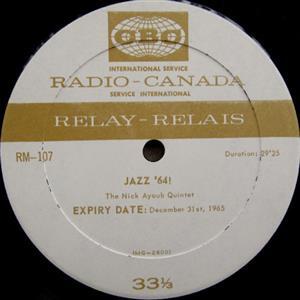 CBC
INTERNATIONAL SERVICE
RADIO-CANADA
SERVICE INTERNATIONAL
RELAY-RELAIS
RM-107 Duration: 29'25
JAZZ '64!
The Nick Ayoub Quintet
EXPIRY DATE: December 31st, 1965
33⅓